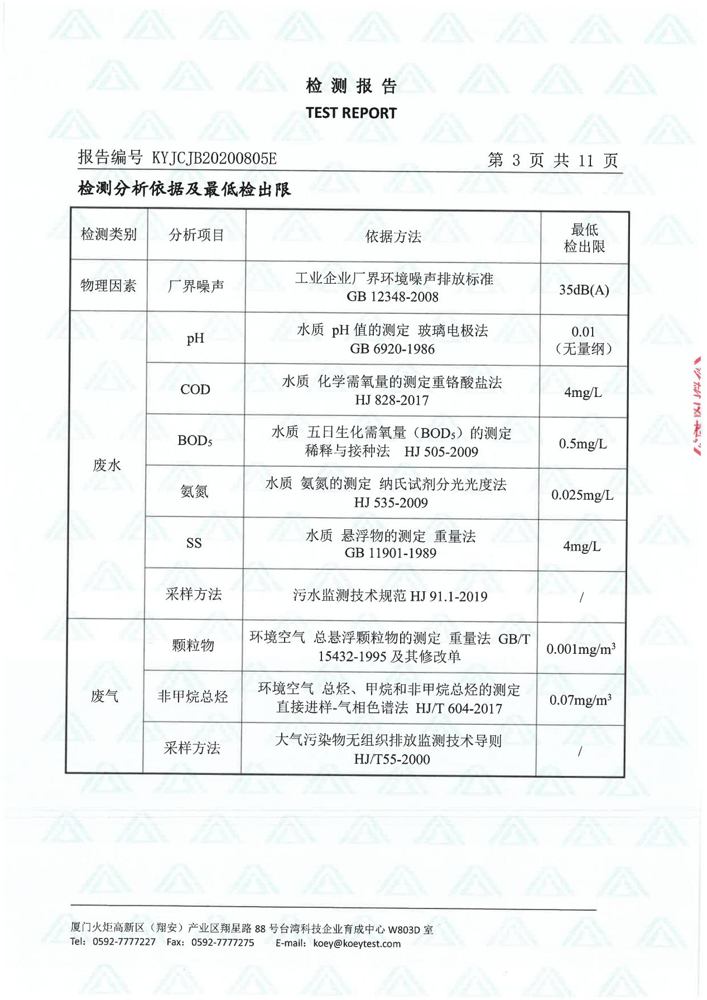 检测报告
TEST REPORT
报告编号 KYJCJB20200805E
第 3 页 共 11 页
检测分析依据及最低检出限
检测类别 分析项目 依据方法 最低
检出限
物理因素 厂界噪声 工业企业厂界环境噪声排放标准
GB 12348-2008 35dB(A)
废水
pH 水质 pH 值的测定 玻璃电极法
GB 6920-1986 0.01
（无量纲）
COD 水质 化学需氧量的测定重铬酸盐法
HJ 828-2017 4mg/L
BOD₅ 水质 五日生化需氧量（BOD₅）的测定
稀释与接种法 HJ 505-2009 0.5mg/L
氨氮 水质 氨氮的测定 纳氏试剂分光光度法
HJ 535-2009 0.025mg/L
SS 水质 悬浮物的测定 重量法
GB 11901-1989 4mg/L
采样方法 污水监测技术规范 HJ 91.1-2019 /
废气
颗粒物 环境空气 总悬浮颗粒物的测定 重量法 GB/T
15432-1995 及其修改单 0.001mg/m³
非甲烷总烃 环境空气 总烃、甲烷和非甲烷总烃的测定
直接进样-气相色谱法 HJ/T 604-2017 0.07mg/m³
采样方法 大气污染物无组织排放监测技术导则
HJ/T55-2000 /
厦门火炬高新区（翔安）产业区翔星路 88 号台湾科技企业育成中心 W803D 室
Tel：0592-7777227 Fax：0592-7777275 E-mail：koey@koeytest.com